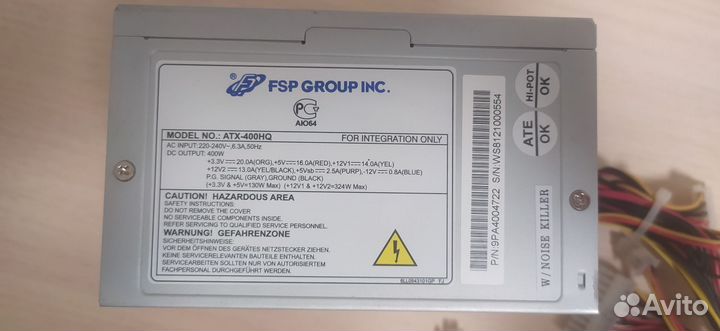 FSP GROUP INC.
PC
АЮ64
MODEL NO.: ATX-400HQ
FOR INTEGRATION ONLY
AC INPUT: 220-240V~,6.3A,50Hz
DC OUTPUT: 400W
+3.3V⎓20.0A(ORG),+5V⎓16.0A(RED),+12V1⎓14.0A(YEL)
+12V2⎓13.0A(YEL/BLACK),+5Vsb⎓2.5A(PURP),-12V⎓0.8A(BLUE)
P.G. SIGNAL (GRAY),GROUND (BLACK)
(+3.3V & +5V=130W Max) (+12V1 & +12V2=324W Max)
CAUTION! HAZARDOUS AREA
SAFETY INSTRUCTIONS:
DO NOT REMOVE THE COVER
NO SERVICEABLE COMPONENTS INSIDE.
REFER TO QUALIFIED SERVICE PERSONNEL.
WARNUNG! GEFAHRENZONE
SICHERHEITSHINWEIS:
VOR DEM ÖFFNEN DES GERÄTES NETZSTECKER ZIEHEN
KEINE SERVICERELEVANTEN BAUTEILE ENTHALTEN.
SERVICELEISTUNGEN NUR VON AUTORISIERTEM
FACHPERSONAL DURCHGEFÜHRT WERDEN.
P/N:9PA4004722 S/N:WS8121000554
HI-POT
OK
ATE
OK
W/NOISE KILLER
Avito